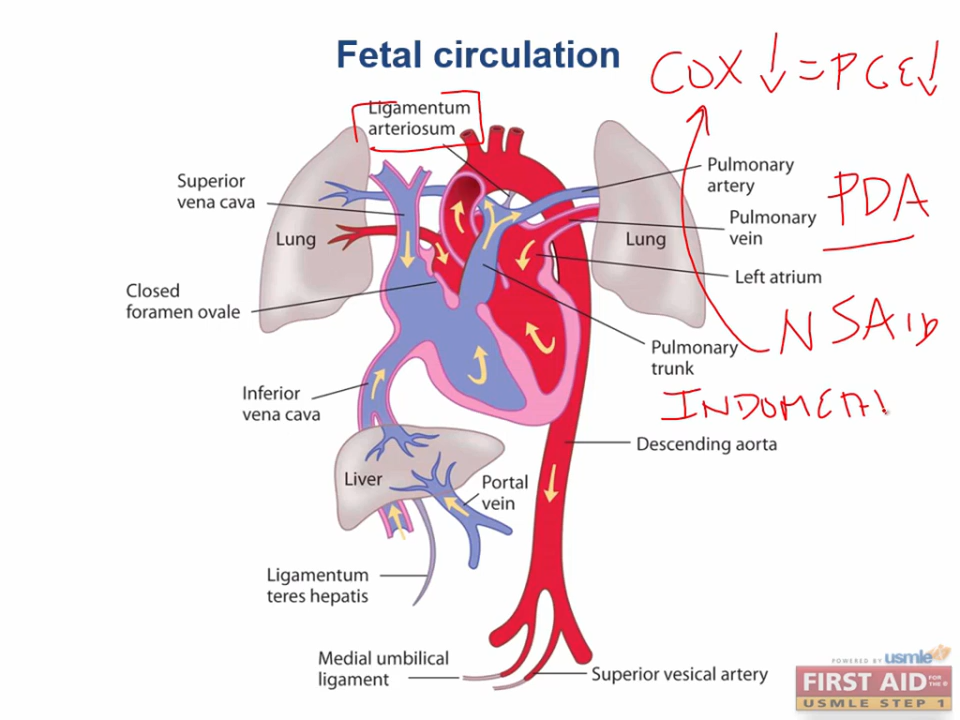 Fetal circulation
COX ↓ = PGE ↓
Ligamentum
arteriosum
Pulmonary
artery
Superior
vena cava
PDA
Pulmonary
vein
Lung
Lung
Left atrium
Closed
foramen ovale
NSAID
Pulmonary
trunk
Inferior
vena cava
INDOMETH
Descending aorta
Liver
Portal
vein
Ligamentum
teres hepatis
Medial umbilical
ligament
Superior vesical artery
POWERED BY usmle
FIRST AID FOR THE ®
USMLE STEP 1